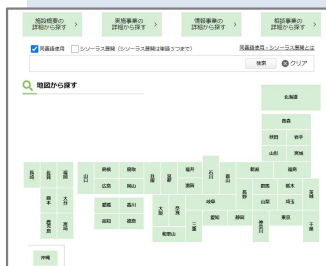 施設概要の
詳細から探す
実施事業の
詳細から探す
情報事業の
詳細から探す
相談事業の
詳細から探す
同義語使用 シソーラス展開（シソーラス展開は単語３つまで）
同義語使用・シソーラス展開とは
検索 クリア
地図から探す
北海道
青森
秋田 岩手
山形 宮城
長崎 佐賀 福岡 山口 島根 鳥取 兵庫 京都 福井 石川 富山 新潟 福島
広島 岡山 滋賀 長野 群馬 栃木 茨城
熊本 大分 愛媛 香川 大阪 奈良 岐阜 山梨 埼玉
鹿児島 宮崎 高知 徳島 三重 愛知 静岡 神奈川 東京 千葉
和歌山
沖縄